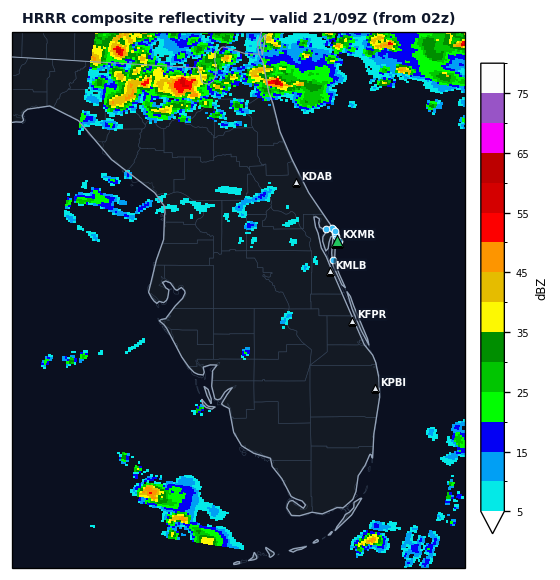 HRRR composite reflectivity — valid 21/09Z (from 02z)
KDAB
KXMR
KMLB
KFPR
KPBI
75
65
55
45
35
25
15
5
dBZ